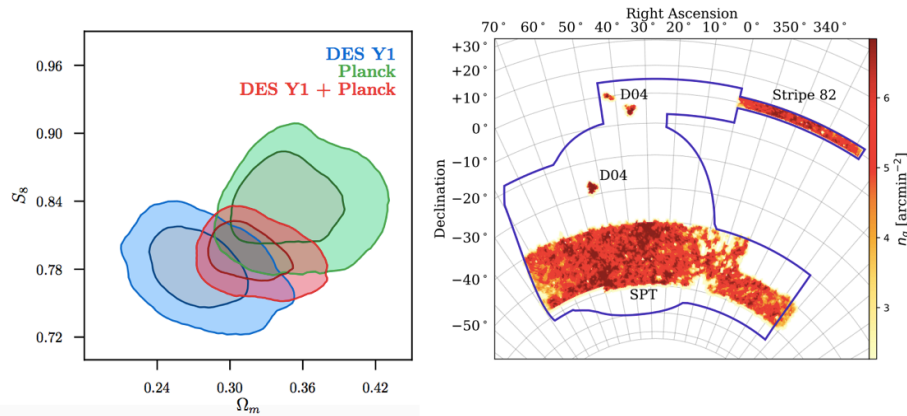 DES Y1
Planck
DES Y1 + Planck
S₈
0.96
0.90
0.84
0.78
0.72
0.24
0.30
0.36
0.42
Ωₘ
Right Ascension
70° 60° 50° 40° 30° 20° 10° 0° 350° 340°
Declination
+30°
+20°
+10°
0°
−10°
−20°
−30°
−40°
−50°
D04
Stripe 82
D04
SPT
6
5
4
3
2
[arcmin⁻²]